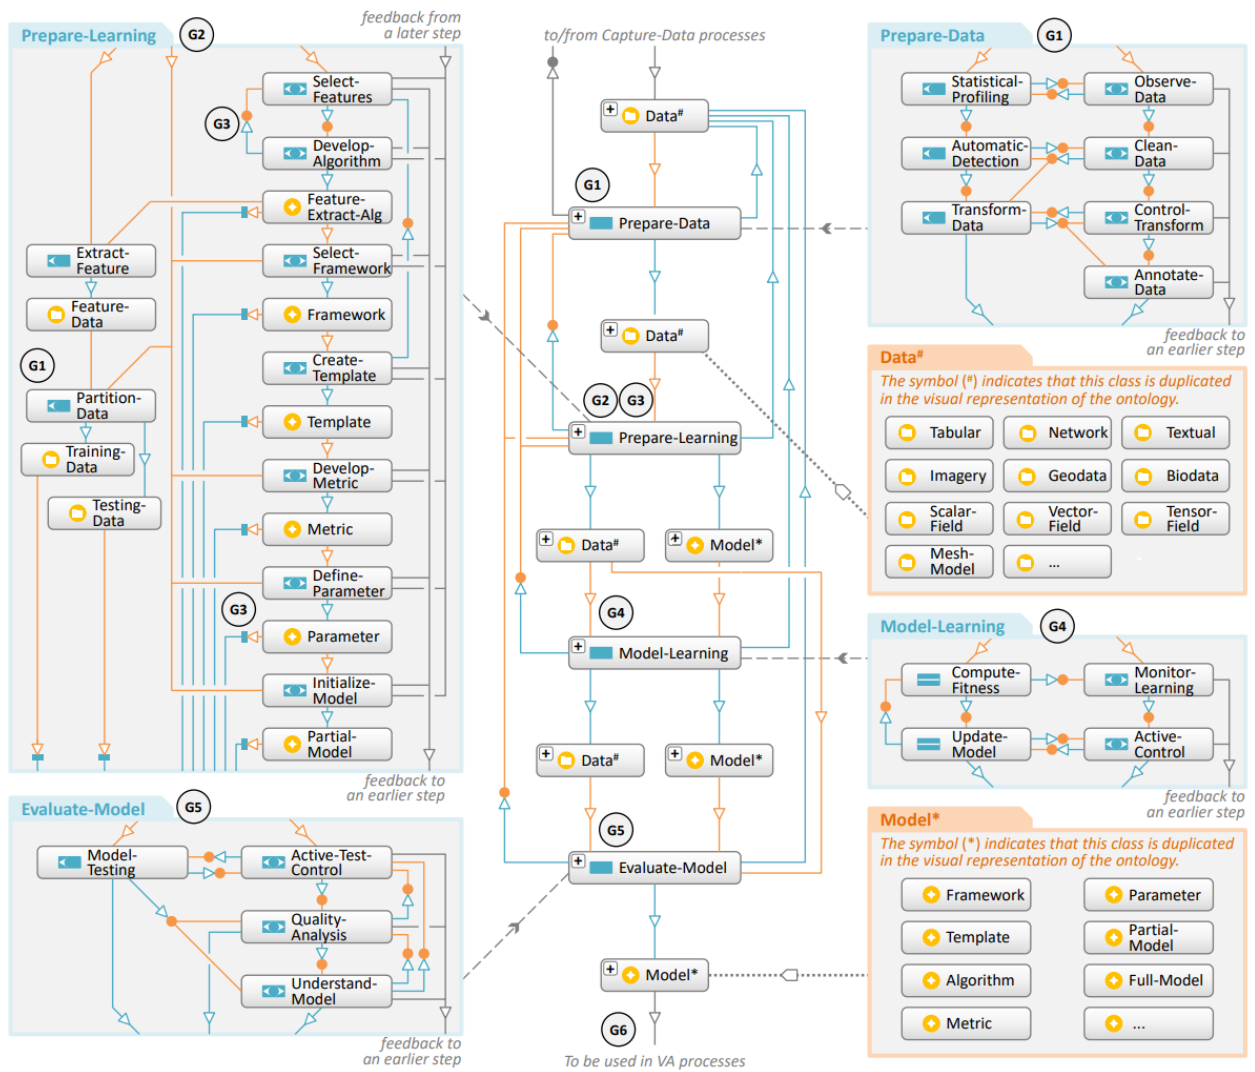 Prepare-Learning
G2
feedback from
a later step
Select-
Features
G3
Develop-
Algorithm
Feature-
Extract-Alg
Extract-
Feature
Select-
Framework
Feature-
Data
Framework
G1
Create-
Template
Partition-
Data
Template
Training-
Data
Develop-
Metric
Testing-
Data
Metric
Define-
Parameter
G3
Parameter
Initialize-
Model
Partial-
Model
feedback to
an earlier step
Evaluate-Model
G5
Model-
Testing
Active-Test-
Control
Quality-
Analysis
Understand-
Model
feedback to
an earlier step
to/from Capture-Data processes
+
Data#
G1
+
Prepare-Data
+
Data#
G2
G3
+
Prepare-Learning
+
Data#
+
Model*
G4
+
Model-Learning
+
Data#
+
Model*
G5
+
Evaluate-Model
+
Model*
G6
To be used in VA processes
Prepare-Data
G1
Statistical-
Profiling
Observe-
Data
Automatic-
Detection
Clean-
Data
Transform-
Data
Control-
Transform
Annotate-
Data
feedback to
an earlier step
Data#
The symbol (#) indicates that this class is duplicated
in the visual representation of the ontology.
Tabular
Network
Textual
Imagery
Geodata
Biodata
Scalar-
Field
Vector-
Field
Tensor-
Field
Mesh-
Model
...
Model-Learning
G4
Compute-
Fitness
Monitor-
Learning
Update-
Model
Active-
Control
feedback to
an earlier step
Model*
The symbol (*) indicates that this class is duplicated
in the visual representation of the ontology.
Framework
Parameter
Template
Partial-
Model
Algorithm
Full-Model
Metric
...